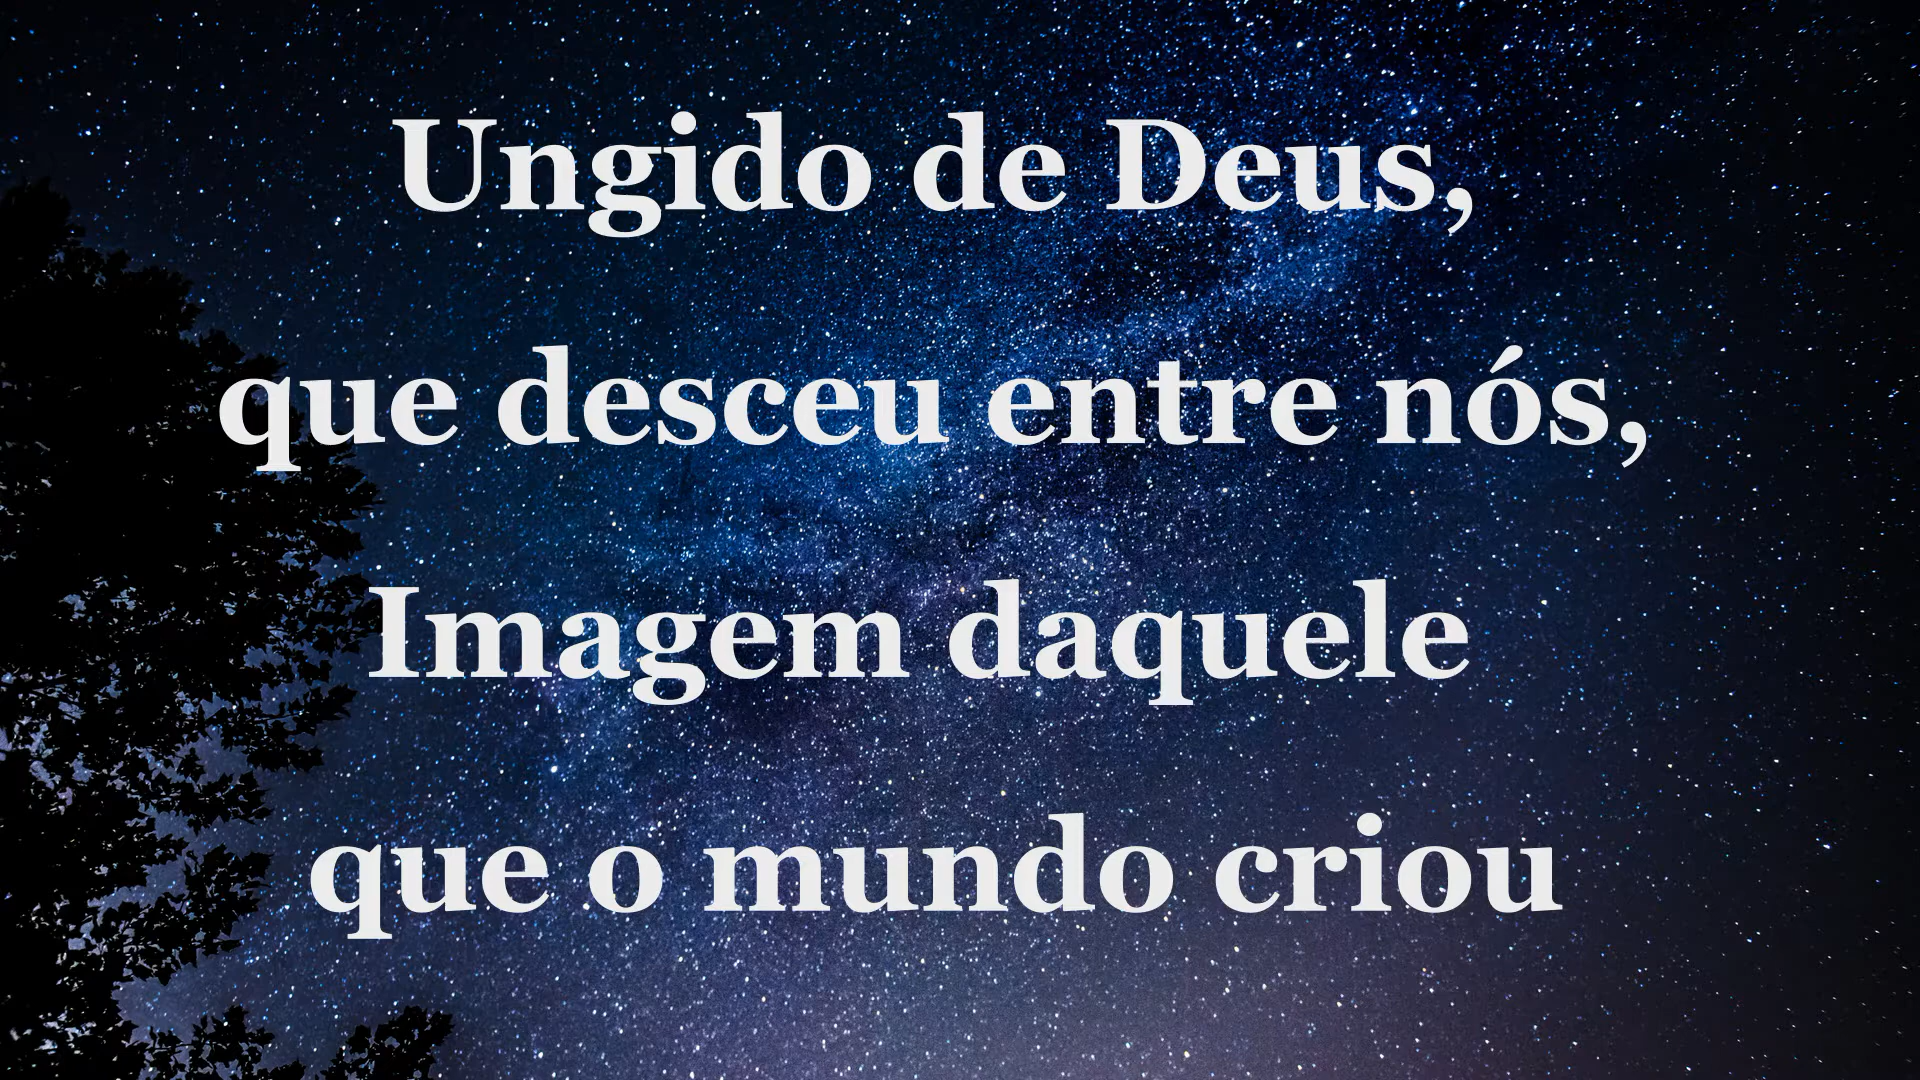 Ungido de Deus,
que desceu entre nós,
Imagem daquele
que o mundo criou